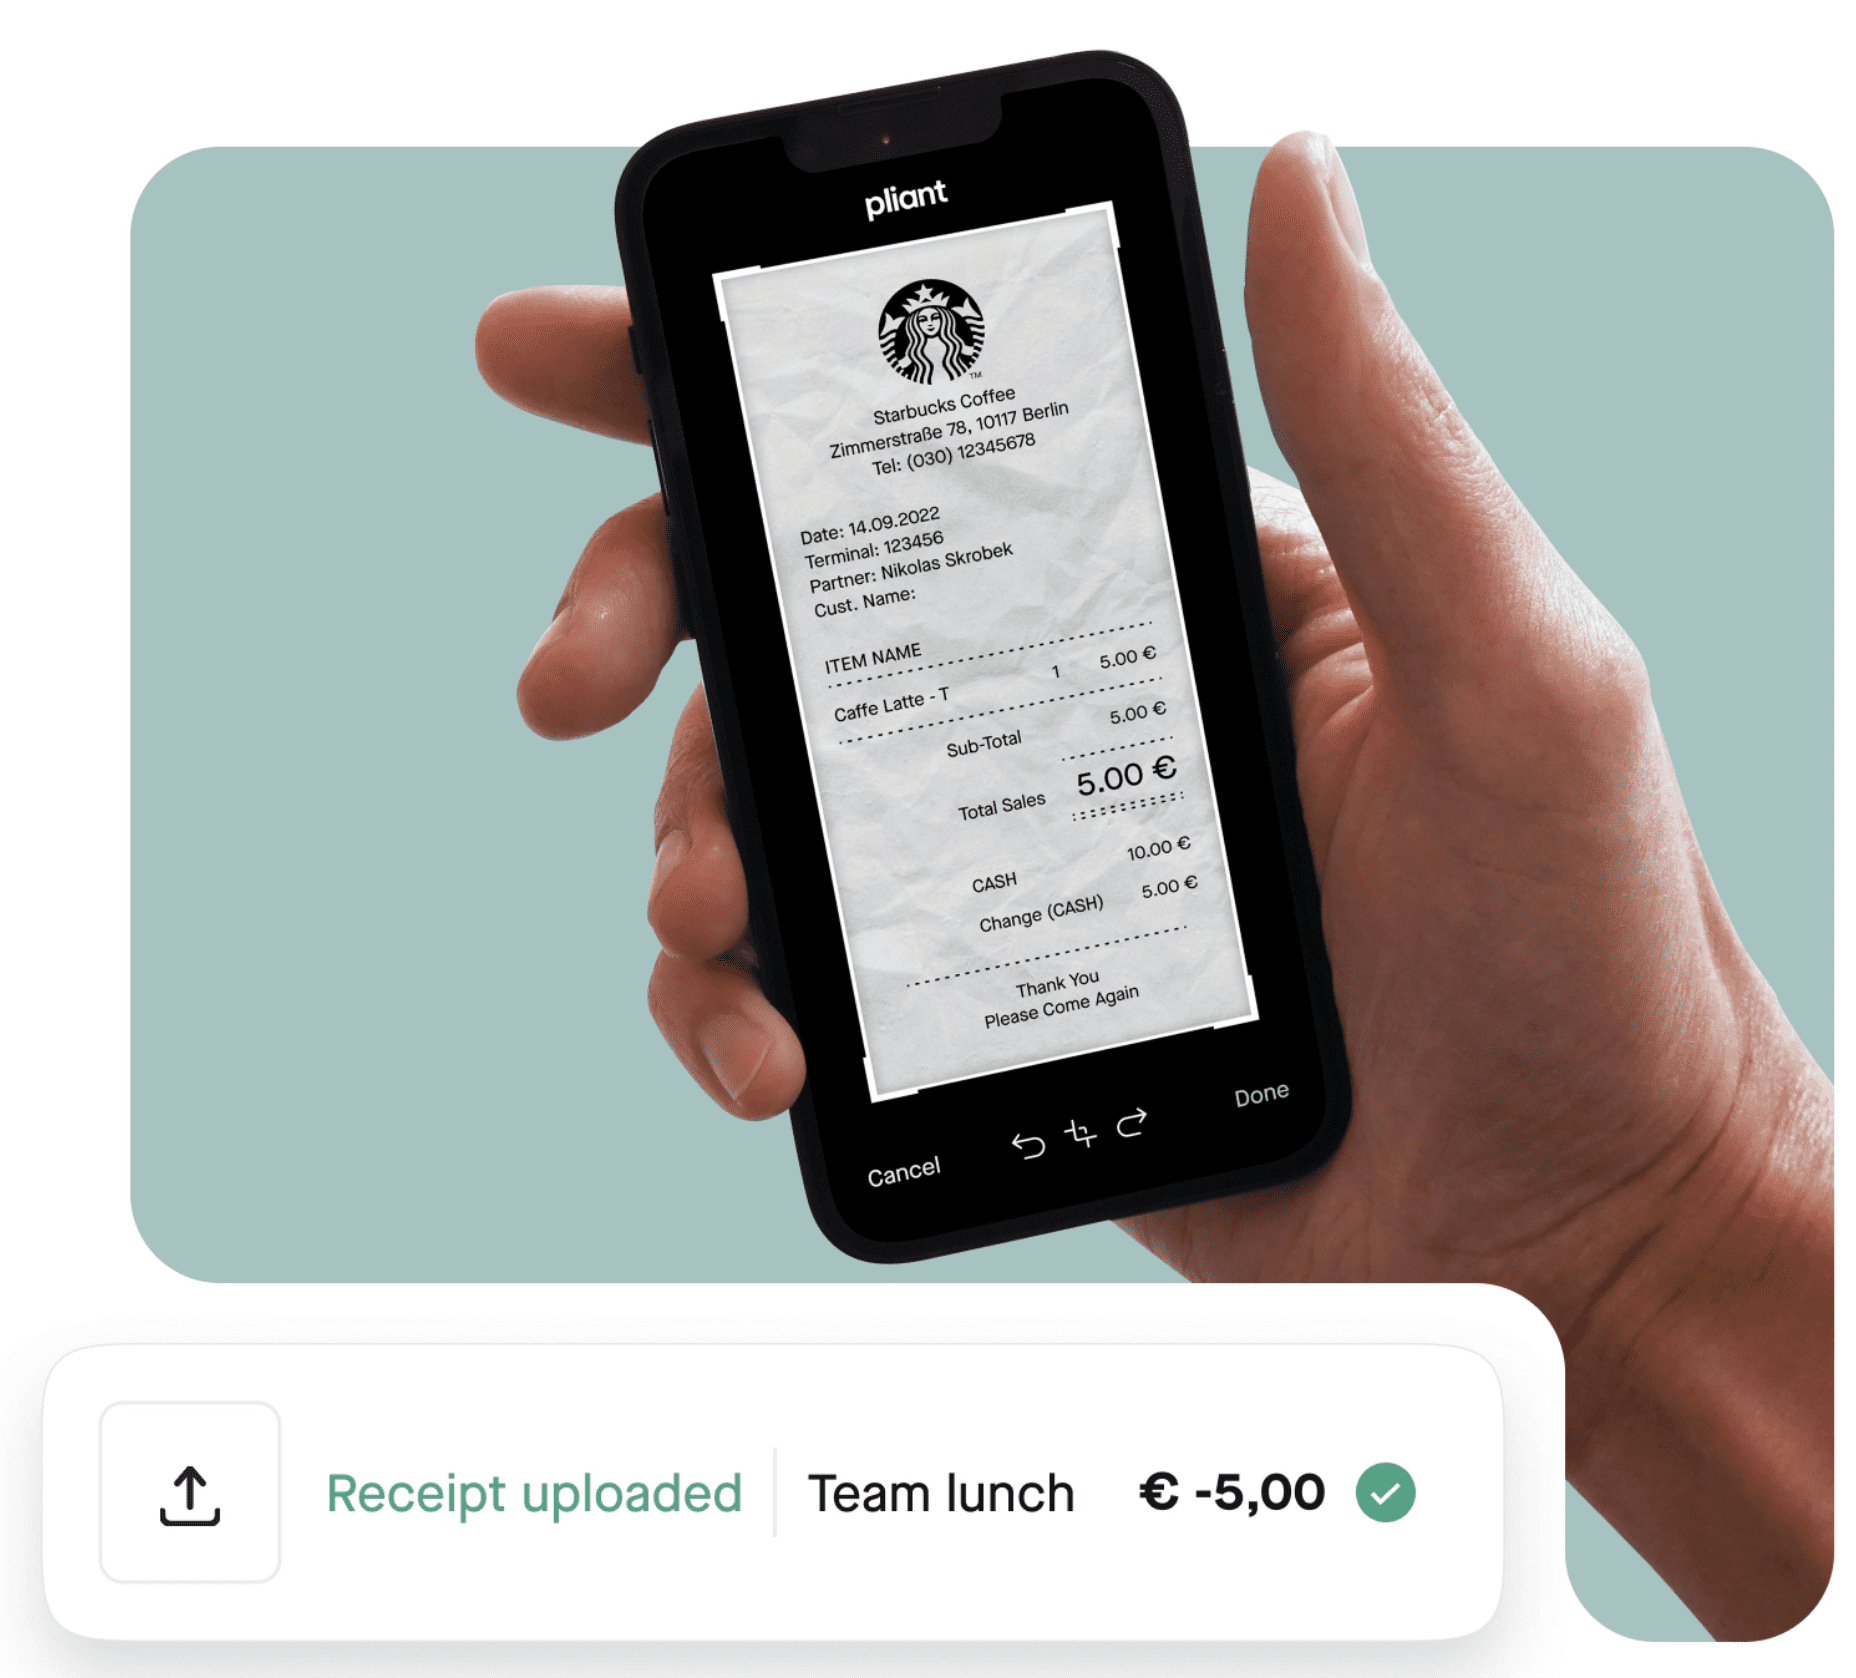 pliant
TM
Starbucks Coffee
Zimmerstraße 78, 10117 Berlin
Tel: (030) 12345678
Date: 14.09.2022
Terminal: 123456
Partner: Nikolas Skrobek
Cust. Name:
ITEM NAME
Caffe Latte - T 1 5.00 €
Sub-Total 5.00 €
Total Sales 5.00 €
CASH 10.00 €
Change (CASH) 5.00 €
Thank You
Please Come Again
Cancel Done
Receipt uploaded Team lunch € -5,00